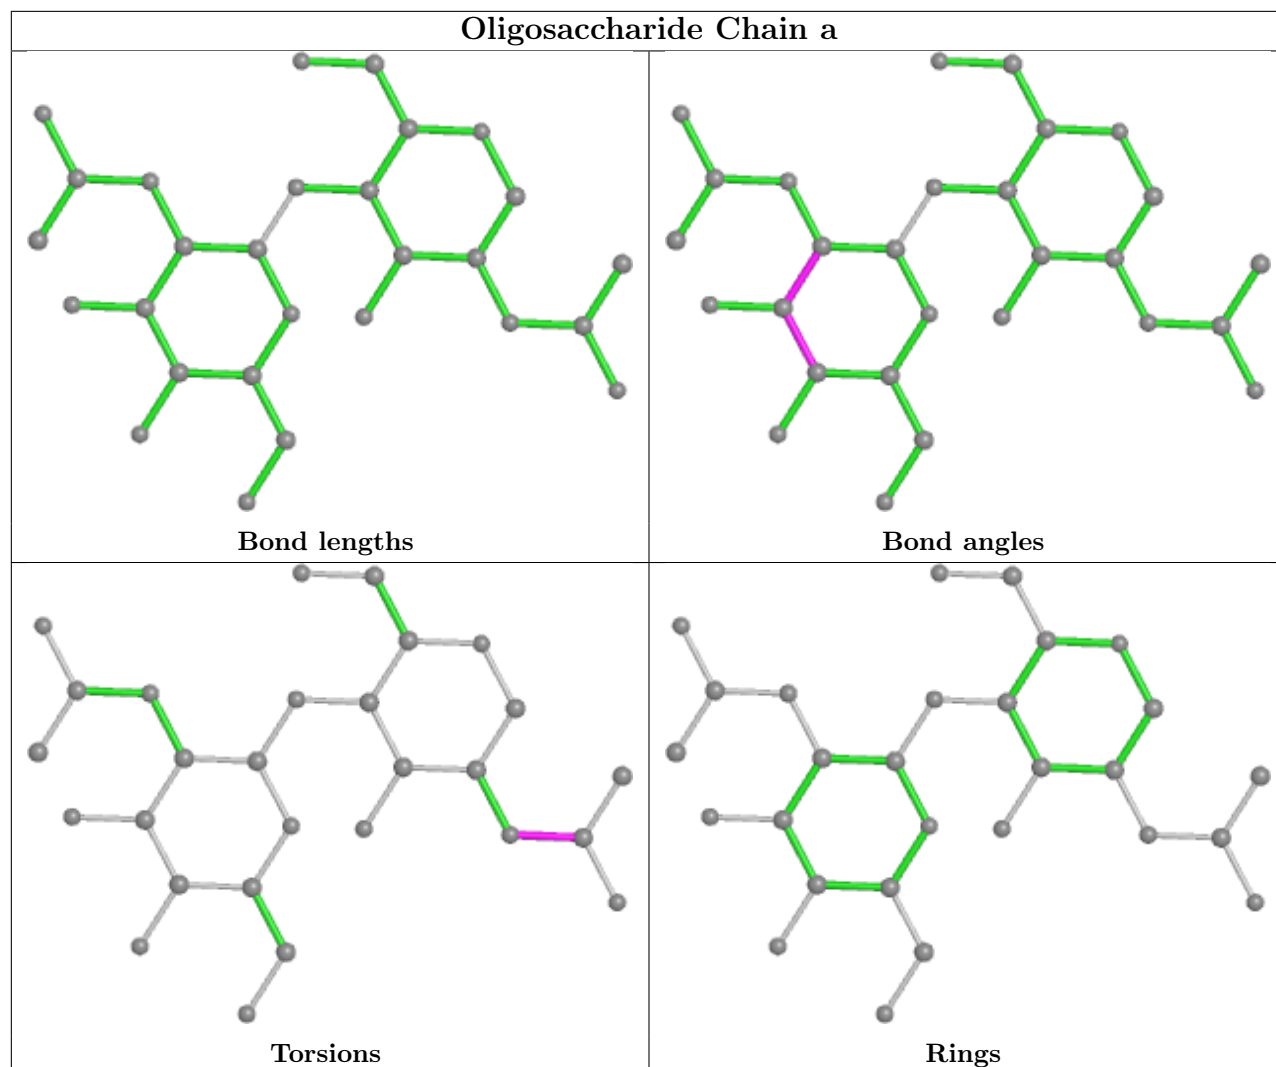 Oligosaccharide Chain a
Bond lengths
Bond angles
Torsions
Rings